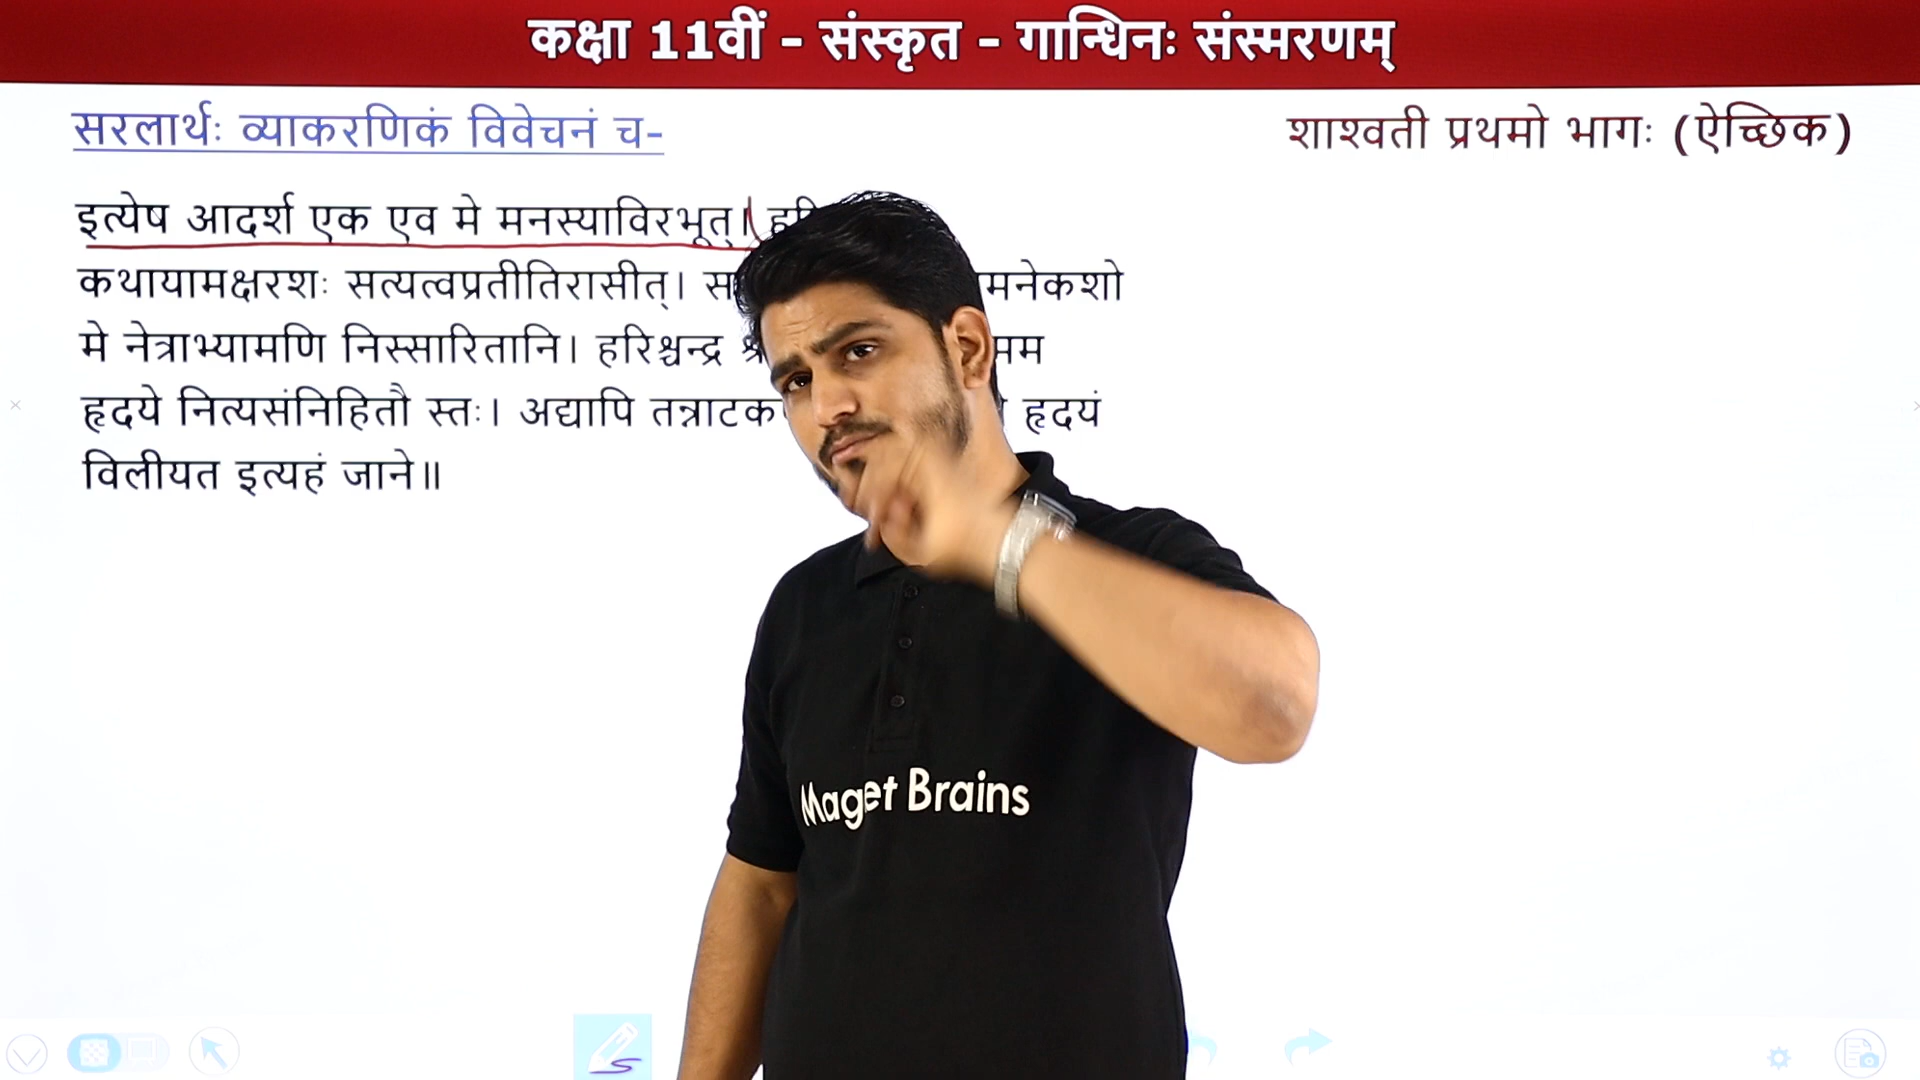 कक्षा 11वीं - संस्कृत - गान्धिनः संस्मरणम्
सरलार्थः व्याकरणिकं विवेचनं च-
शाश्वती प्रथमो भागः (ऐच्छिक)
इत्येष आदर्श एक एव मे मनस्याविरभूत्।
कथायामक्षरशः सत्यत्वप्रतीतिरासीत्। मनेकशो
मे नेत्राभ्यामणि निस्सारितानि। हरिश्चन्द्र मम
हृदये नित्यसंनिहितौ स्तः। अद्यापि तन्नाटक हृदयं
विलीयत इत्यहं जाने॥
Maget Brains